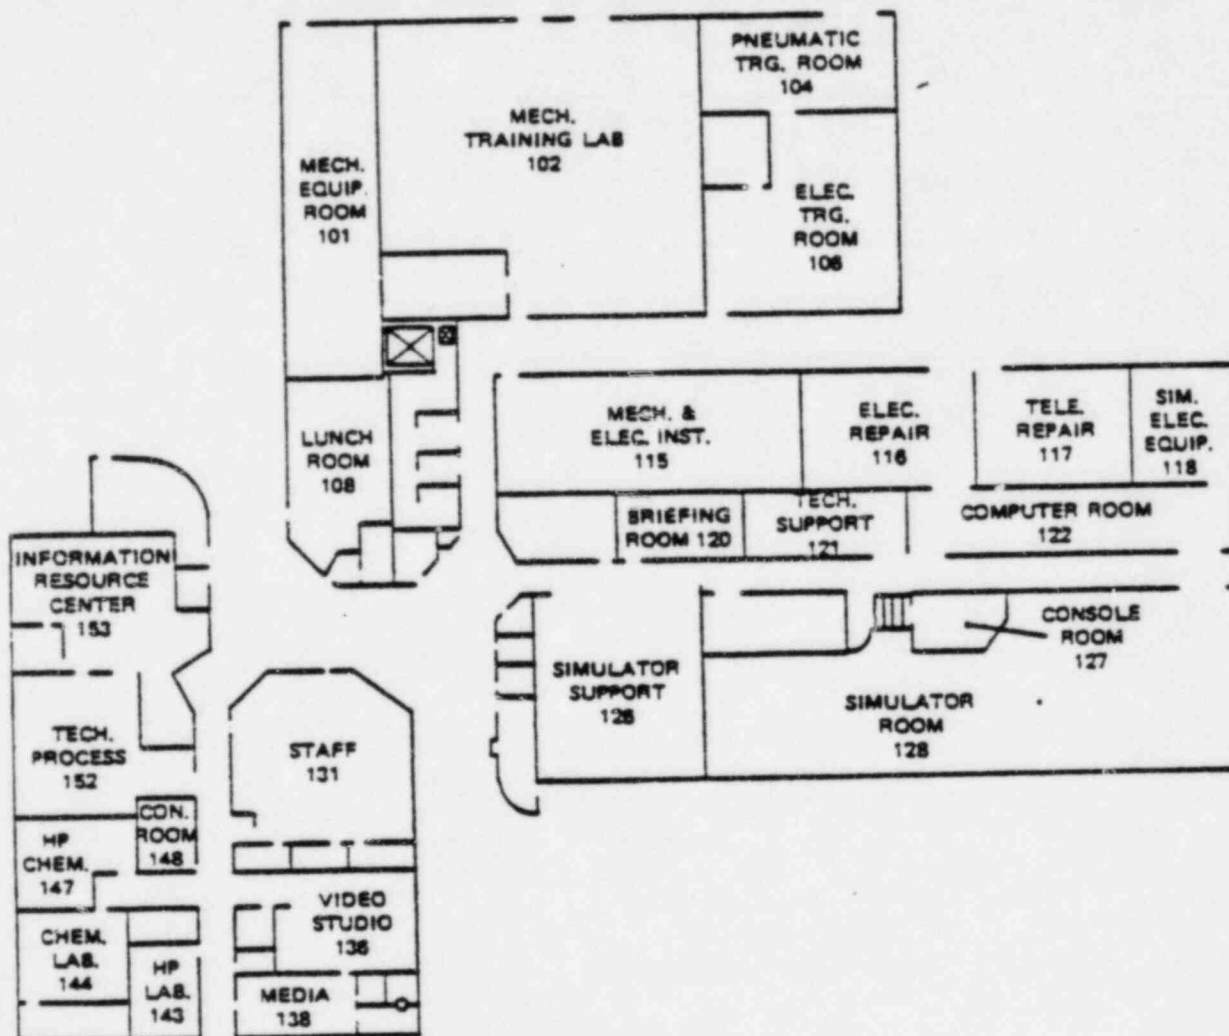 PNEUMATIC
TRG. ROOM
104
MECH.
TRAINING LAB
102
MECH.
EQUIP.
ROOM
101
ELEC.
TRG.
ROOM
106
LUNCH
ROOM
108
MECH. &
ELEC. INST.
115
ELEC.
REPAIR
116
TELE.
REPAIR
117
SIM.
ELEC.
EQUIP.
118
BRIEFING
ROOM 120
TECH.
SUPPORT
121
COMPUTER ROOM
122
INFORMATION
RESOURCE
CENTER
153
CONSOLE
ROOM
127
SIMULATOR
SUPPORT
126
SIMULATOR
ROOM
128
TECH.
PROCESS
152
STAFF
131
CON.
ROOM
148
HP
CHEM.
147
VIDEO
STUDIO
136
CHEM.
LAB.
144
HP
LAB.
143
MEDIA
138